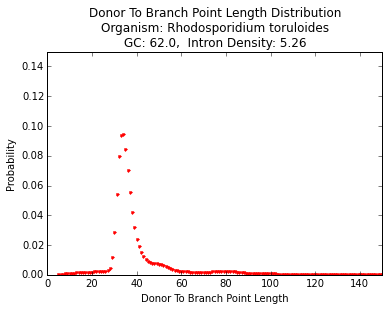 Donor To Branch Point Length Distribution
Organism: Rhodosporidium toruloides
GC: 62.0,  Intron Density: 5.26
0.14
0.12
0.10
0.08
0.06
0.04
0.02
0.00
Probability
0 20 40 60 80 100 120 140
Donor To Branch Point Length